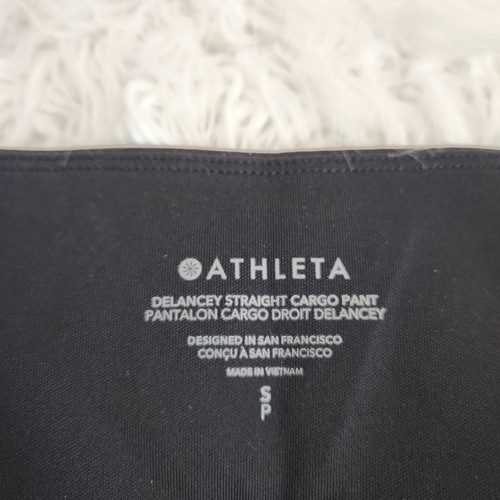 ATHLETA
DELANCEY STRAIGHT CARGO PANT
PANTALON CARGO DROIT DELANCEY
DESIGNED IN SAN FRANCISCO
CONÇU À SAN FRANCISCO
MADE IN VIETNAM
S
P